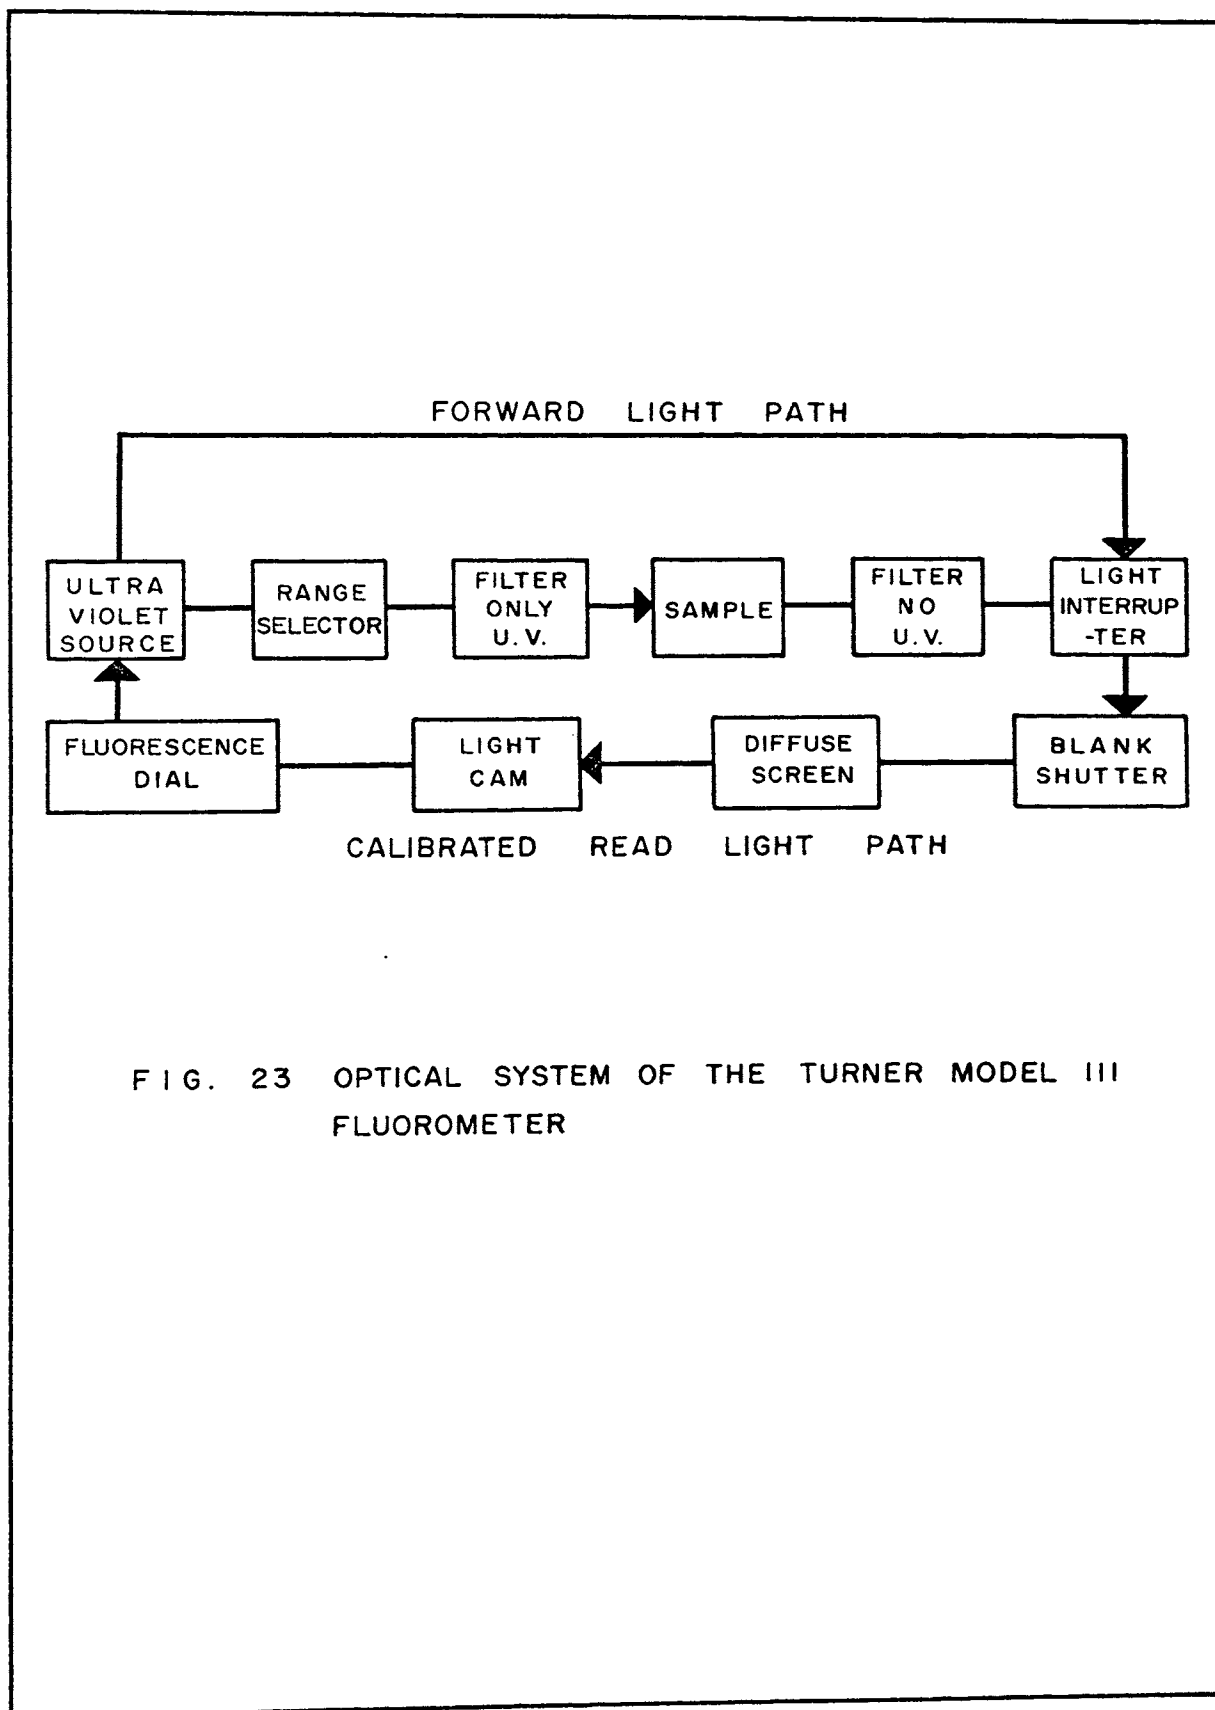 FORWARD LIGHT PATH
ULTRA
VIOLET
SOURCE
RANGE
SELECTOR
FILTER
ONLY
U.V.
SAMPLE
FILTER
NO
U.V.
LIGHT
INTERRUP
-TER
FLUORESCENCE
DIAL
LIGHT
CAM
DIFFUSE
SCREEN
BLANK
SHUTTER
CALIBRATED READ LIGHT PATH
FIG. 23 OPTICAL SYSTEM OF THE TURNER MODEL III
FLUOROMETER